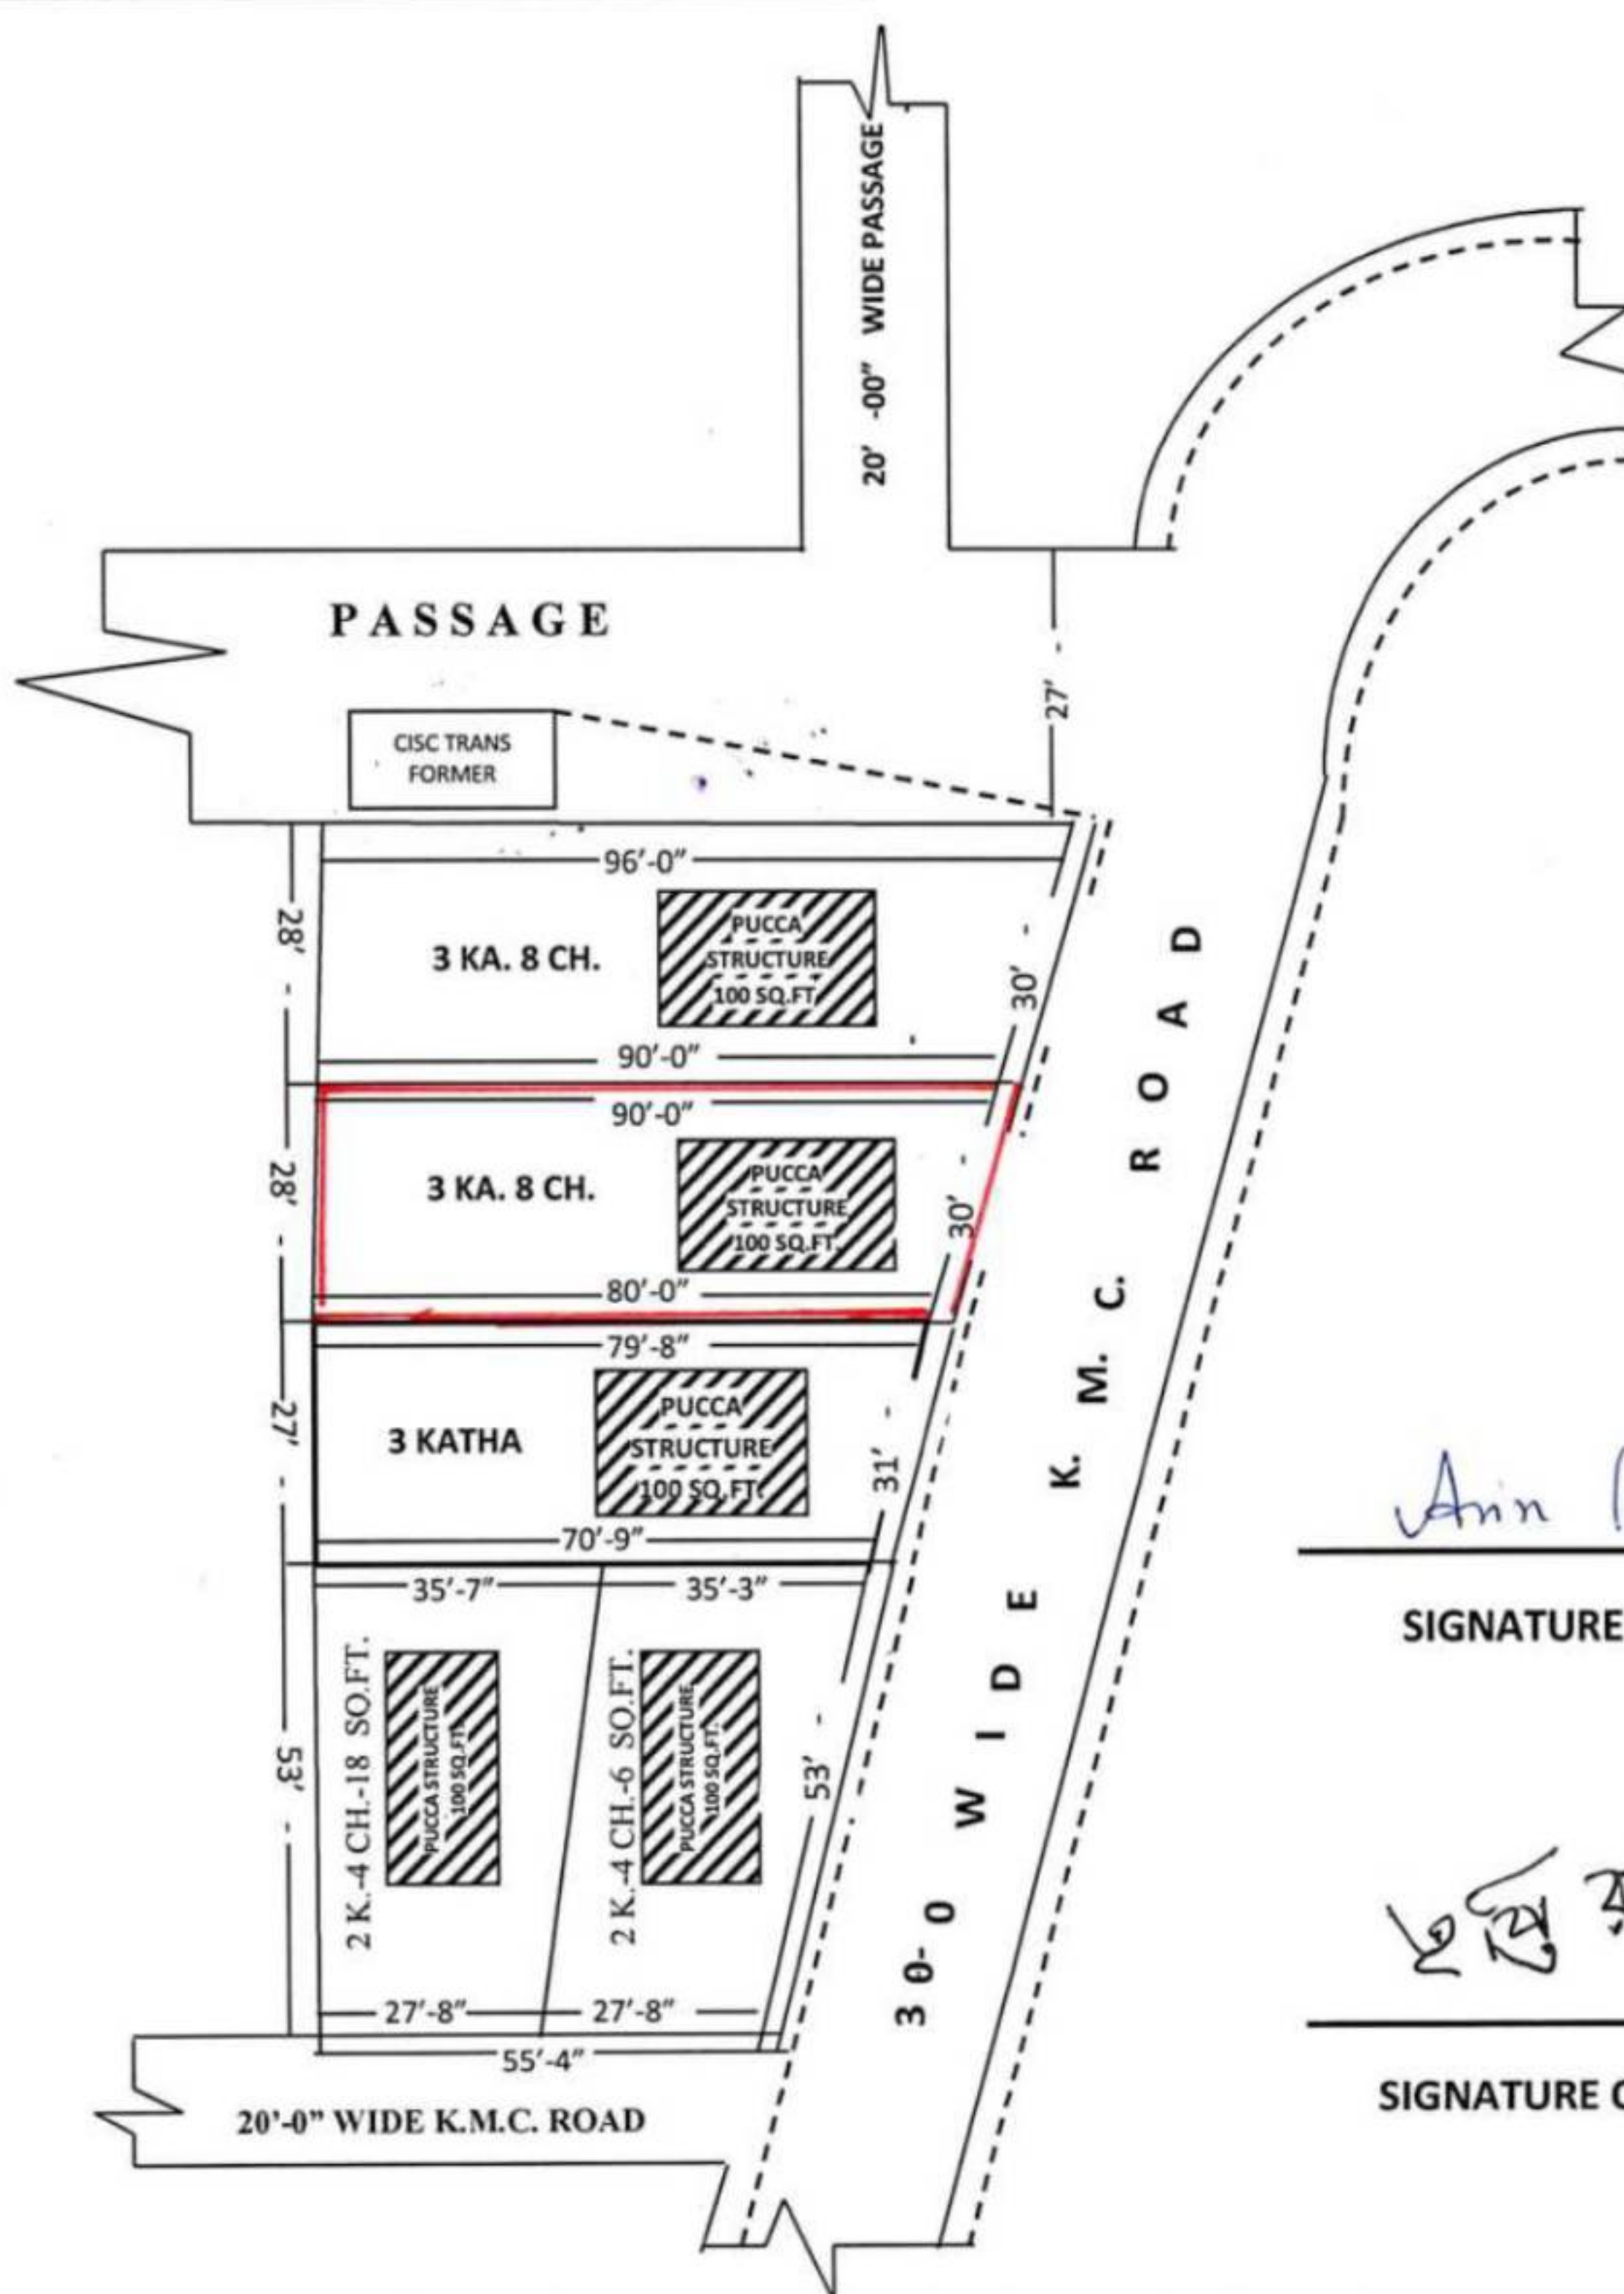 20' -00" WIDE PASSAGE
PASSAGE
27'
CISC TRANS
FORMER
96'-0"
28'
3 KA. 8 CH.
PUCCA
STRUCTURE
100 SQ.FT
30'
90'-0"
90'-0"
28'
3 KA. 8 CH.
PUCCA
STRUCTURE
100 SQ.FT.
30'
80'-0"
79'-8"
27'
3 KATHA
PUCCA
STRUCTURE
100 SQ.FT.
31'
70'-9"
35'-7"
35'-3"
53'
2 K.-4 CH.-18 SO.FT.
PUCCA STRUCTURE
100 SQ.FT.
2 K.-4 CH.-6 SO.FT.
PUCCA STRUCTURE
100 SQ.FT.
53'
27'-8"
27'-8"
55'-4"
20'-0" WIDE K.M.C. ROAD
30-0 WIDE K.M.C. ROAD
SIGNATURE
SIGNATURE